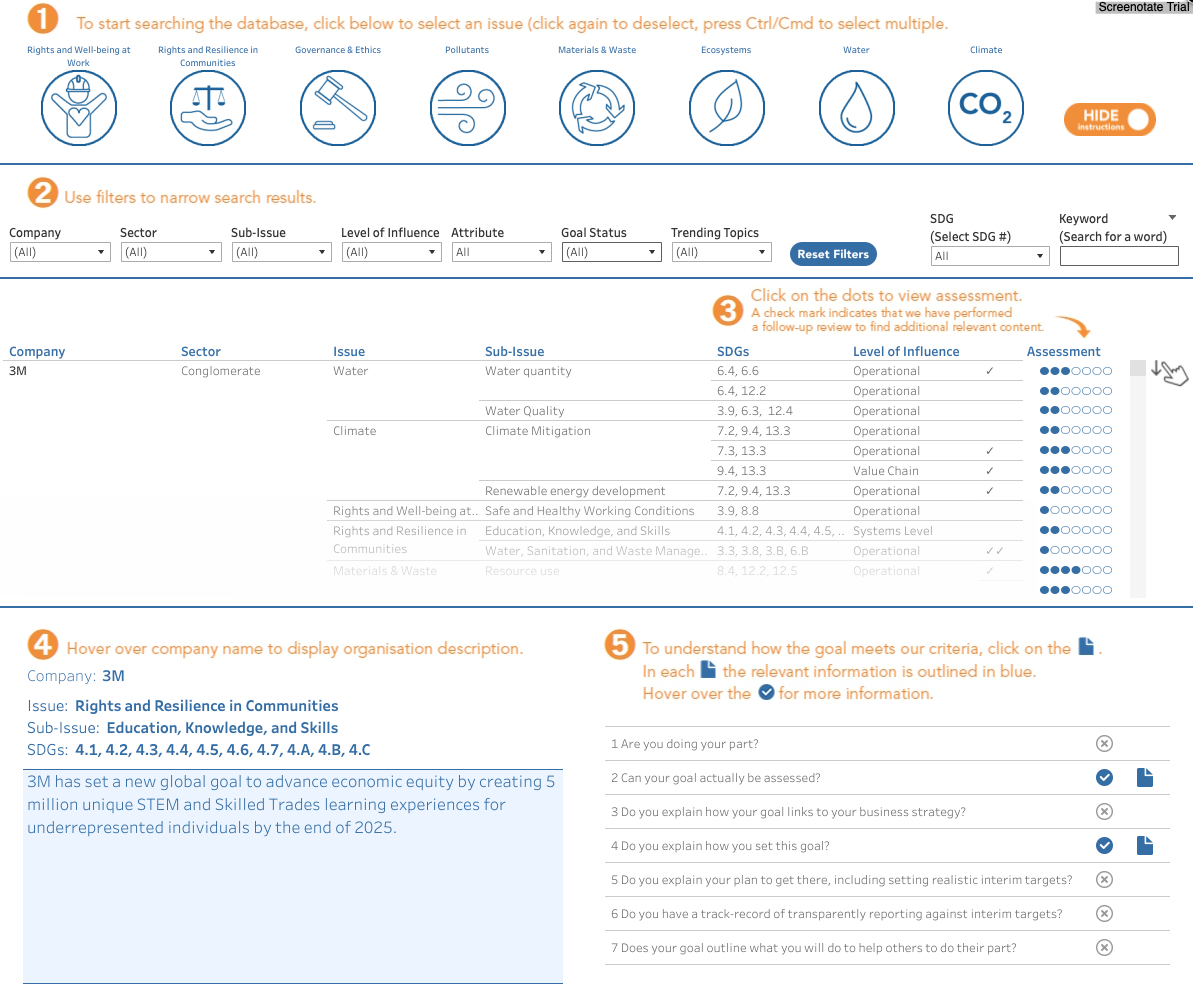 Screenotate Trial
1 To start searching the database, click below to select an issue (click again to deselect, press Ctrl/Cmd to select multiple.
Rights and Well-being at Work
Rights and Resilience in Communities
Governance & Ethics
Pollutants
Materials & Waste
Ecosystems
Water
Climate
CO2
HIDE
instructions
2 Use filters to narrow search results.
Company
(All)
Sector
(All)
Sub-Issue
(All)
Level of Influence
(All)
Attribute
All
Goal Status
(All)
Trending Topics
(All)
Reset Filters
SDG
(Select SDG #)
All
Keyword
(Search for a word)
3 Click on the dots to view assessment.
A check mark indicates that we have performed
a follow-up review to find additional relevant content.
Company Sector Issue Sub-Issue SDGs Level of Influence Assessment
3M Conglomerate Water Water quantity 6.4, 6.6 Operational ✓
6.4, 12.2 Operational
Water Quality 3.9, 6.3, 12.4 Operational
Climate Climate Mitigation 7.2, 9.4, 13.3 Operational
7.3, 13.3 Operational ✓
9.4, 13.3 Value Chain ✓
Renewable energy development 7.2, 9.4, 13.3 Operational ✓
Rights and Well-being at.. Safe and Healthy Working Conditions 3.9, 8.8 Operational
Rights and Resilience in Communities Education, Knowledge, and Skills 4.1, 4.2, 4.3, 4.4, 4.5, .. Systems Level
Water, Sanitation, and Waste Manage.. 3.3, 3.8, 3.B, 6.B Operational ✓✓
Materials & Waste Resource use 8.4, 12.2, 12.5 Operational ✓
4 Hover over company name to display organisation description.
Company: 3M
Issue: Rights and Resilience in Communities
Sub-Issue: Education, Knowledge, and Skills
SDGs: 4.1, 4.2, 4.3, 4.4, 4.5, 4.6, 4.7, 4.A, 4.B, 4.C
3M has set a new global goal to advance economic equity by creating 5
million unique STEM and Skilled Trades learning experiences for
underrepresented individuals by the end of 2025.
5 To understand how the goal meets our criteria, click on the .
In each the relevant information is outlined in blue.
Hover over the for more information.
1 Are you doing your part?
2 Can your goal actually be assessed?
3 Do you explain how your goal links to your business strategy?
4 Do you explain how you set this goal?
5 Do you explain your plan to get there, including setting realistic interim targets?
6 Do you have a track-record of transparently reporting against interim targets?
7 Does your goal outline what you will do to help others to do their part?